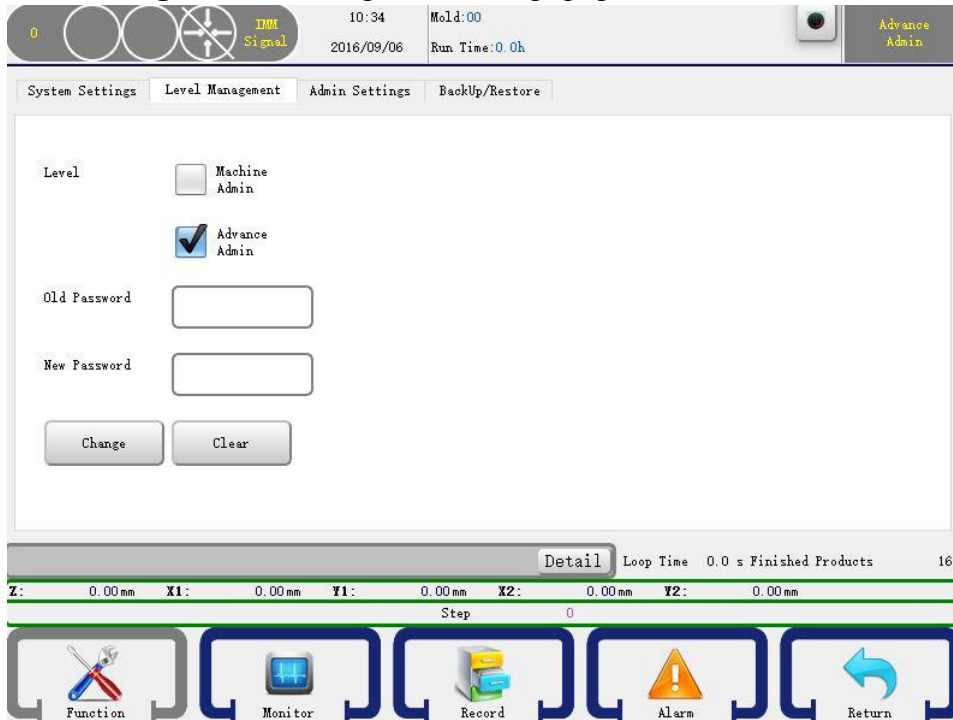 0
IMM
Signal
10:34
2016/09/06
Mold:00
Run Time:0.0h
Advance
Admin
System Settings Level Management Admin Settings BackUp/Restore
Level
Machine
Admin
Advance
Admin
Old Password
New Password
Change Clear
Detail Loop Time 0.0 s Finished Products 16
Z: 0.00mm X1: 0.00mm Y1: 0.00mm X2: 0.00mm Y2: 0.00mm
Step 0
Function Monitor Record Alarm Return